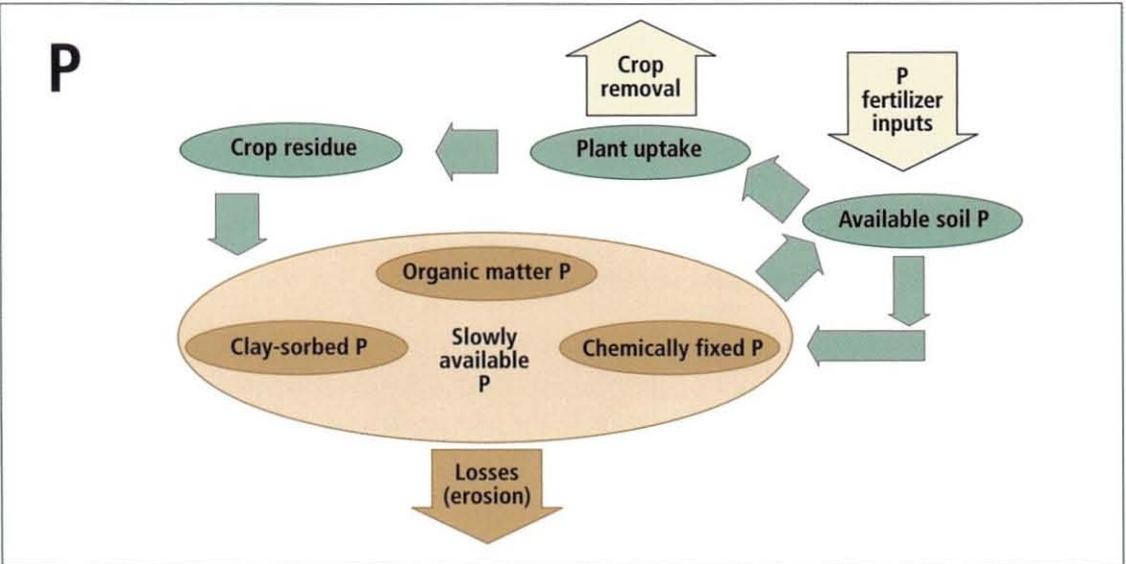 P
Crop
removal
P
fertilizer
inputs
Crop residue
Plant uptake
Available soil P
Organic matter P
Clay-sorbed P
Slowly
available
P
Chemically fixed P
Losses
(erosion)